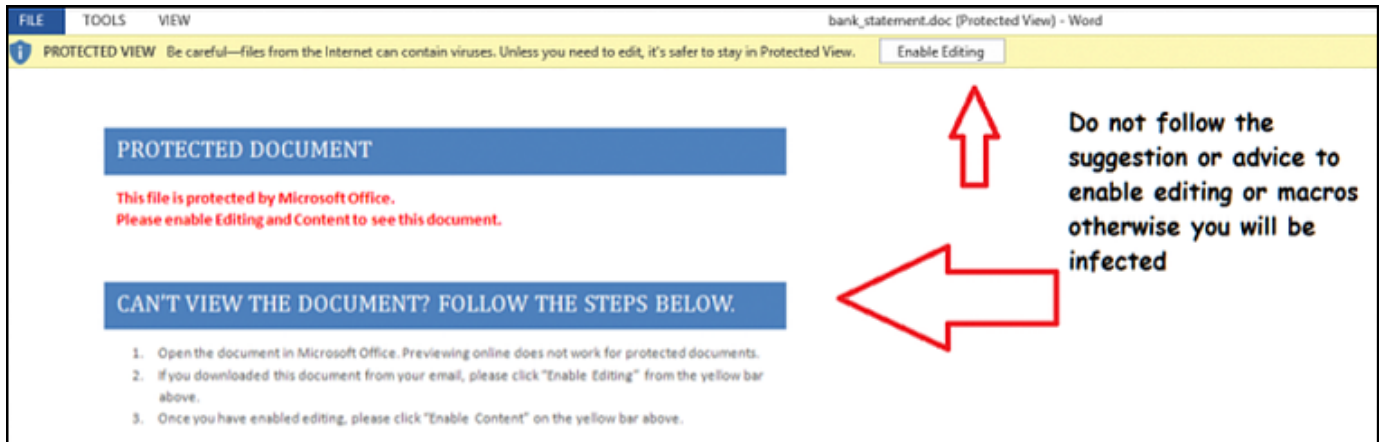 FILE TOOLS VIEW bank_statement.doc (Protected View) - Word
PROTECTED VIEW Be careful—files from the Internet can contain viruses. Unless you need to edit, it's safer to stay in Protected View. Enable Editing
PROTECTED DOCUMENT
This file is protected by Microsoft Office.
Please enable Editing and Content to see this document.
CAN'T VIEW THE DOCUMENT? FOLLOW THE STEPS BELOW.
1. Open the document in Microsoft Office. Previewing online does not work for protected documents.
2. If you downloaded this document from your email, please click "Enable Editing" from the yellow bar
above.
3. Once you have enabled editing, please click "Enable Content" on the yellow bar above.
Do not follow the
suggestion or advice to
enable editing or macros
otherwise you will be
infected